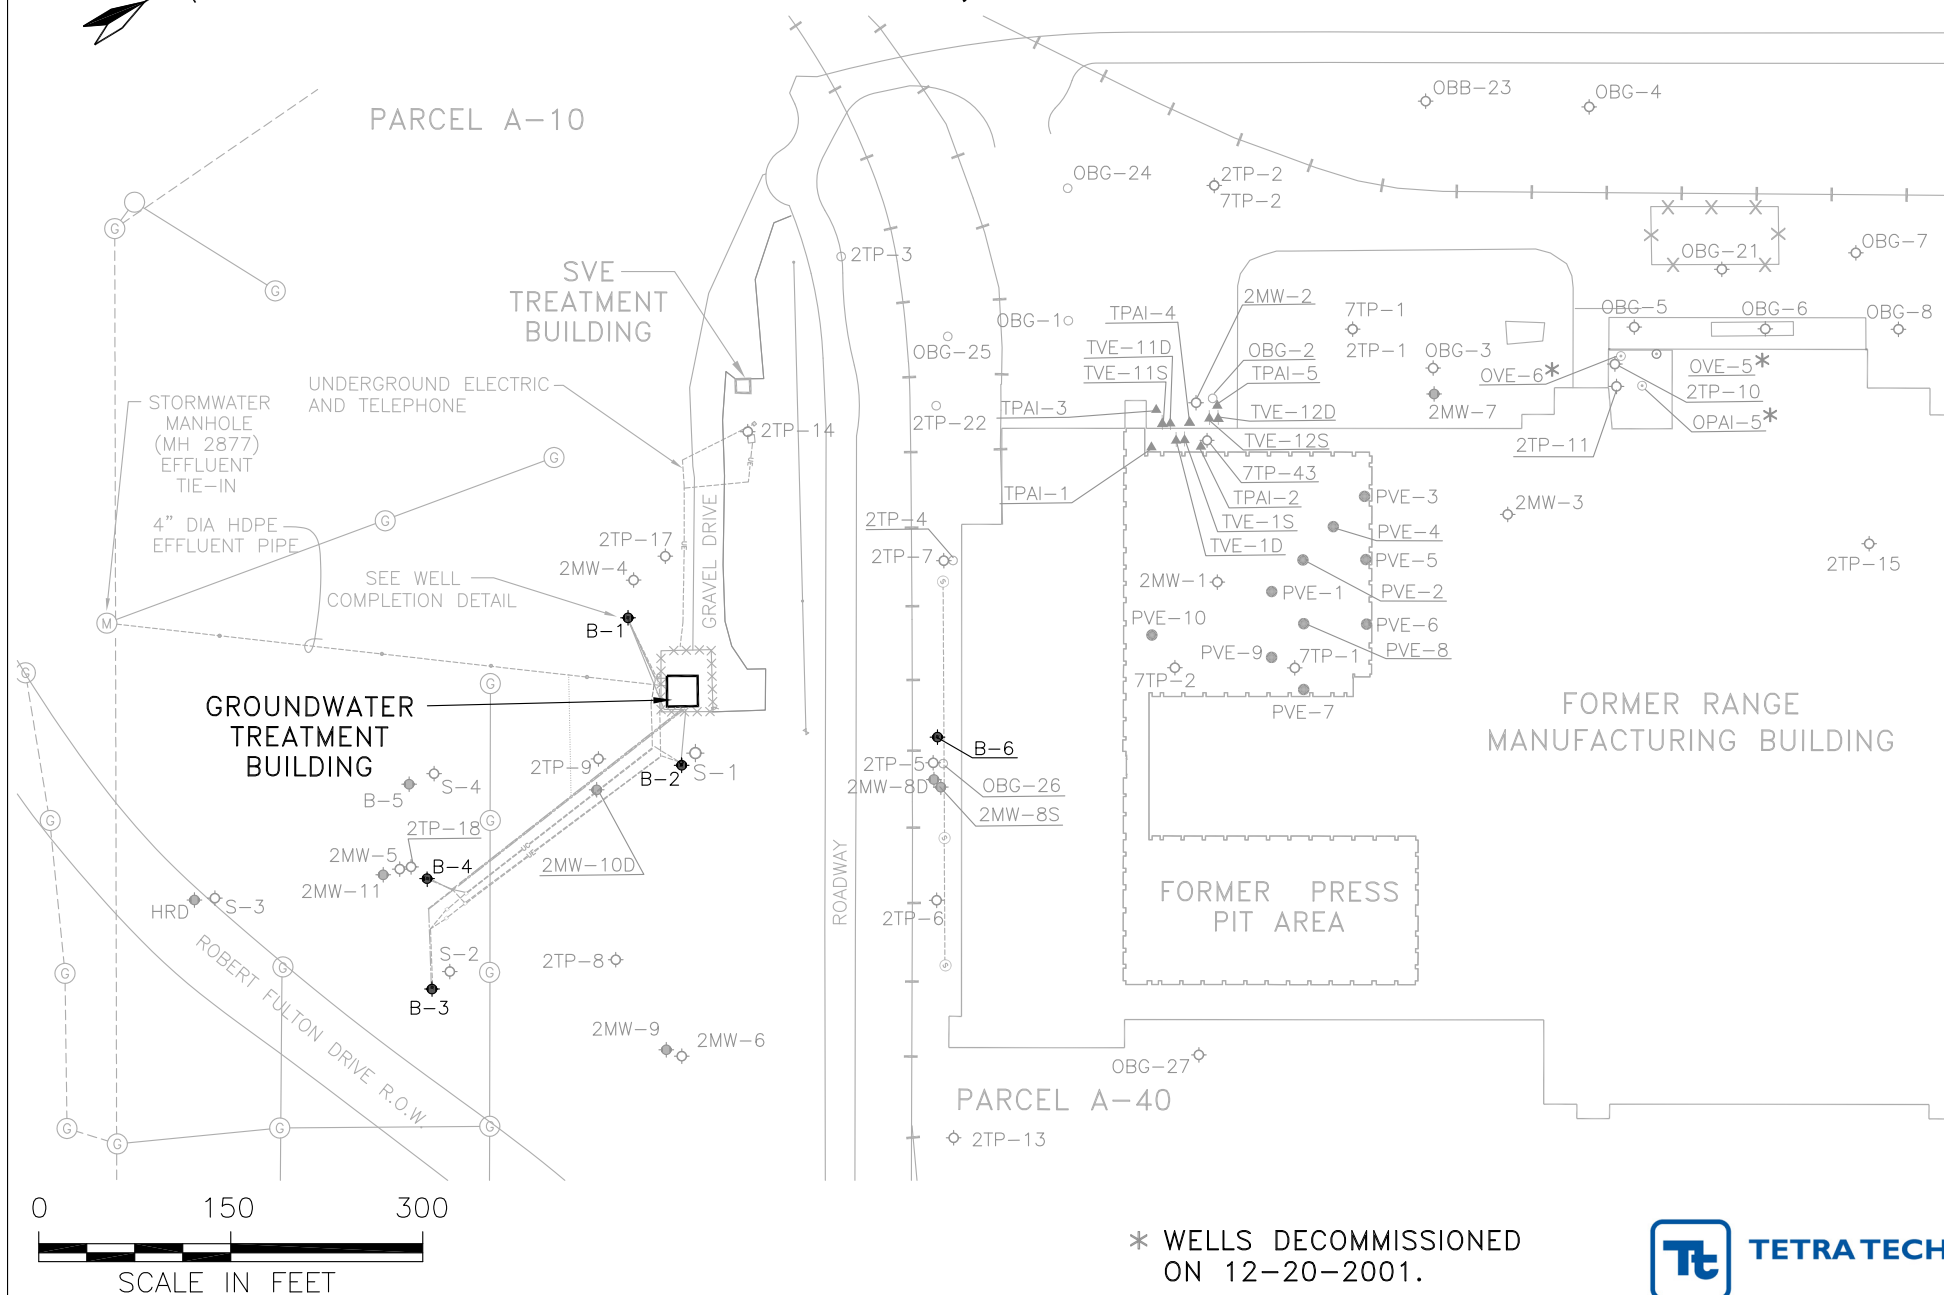 PARCEL A-10
OBB-23
OBG-4
OBG-24
2TP-2
7TP-2
OBG-7
OBG-21
2TP-3
SVE
TREATMENT
BUILDING
2MW-2
TPAI-4
7TP-1
2TP-1
OBG-5
OBG-6
OBG-8
OBG-1
OBG-25
TVE-11D
TVE-11S
OBG-2
TPAI-5
OBG-3
OVE-6*
OVE-5*
2TP-10
OPAI-5*
2TP-11
UNDERGROUND ELECTRIC
AND TELEPHONE
TPAI-3
2TP-22
TVE-12D
TVE-12S
2MW-7
STORMWATER
MANHOLE
(MH 2877)
EFFLUENT
TIE-IN
2TP-14
7TP-43
TPAI-1
TPAI-2
TVE-1S
TVE-1D
PVE-3
2MW-3
4" DIA HDPE
EFFLUENT PIPE
GRAVEL DRIVE
2TP-4
2TP-7
PVE-4
PVE-5
2TP-15
2TP-17
2MW-4
SEE WELL
COMPLETION DETAIL
2MW-1
PVE-1
PVE-2
B-1
PVE-10
PVE-6
PVE-8
PVE-9
7TP-1
7TP-2
PVE-7
GROUNDWATER
TREATMENT
BUILDING
FORMER RANGE
MANUFACTURING BUILDING
B-6
2TP-5
2MW-8D
OBG-26
2MW-8S
2TP-9
B-2
S-1
S-4
B-5
2TP-18
2MW-5
B-4
2MW-10D
2MW-11
HRD
S-3
ROADWAY
2TP-6
FORMER PRESS
PIT AREA
S-2
2TP-8
B-3
ROBERT FULTON DRIVE R.O.W.
2MW-9
2MW-6
OBG-27
PARCEL A-40
2TP-13
0 150 300
SCALE IN FEET
* WELLS DECOMMISSIONED
ON 12-20-2001.
Tt TETRA TECH
G
G
G
G
G
M
G
G
G
G
G
G
G
G
G
G
G
S
S
S